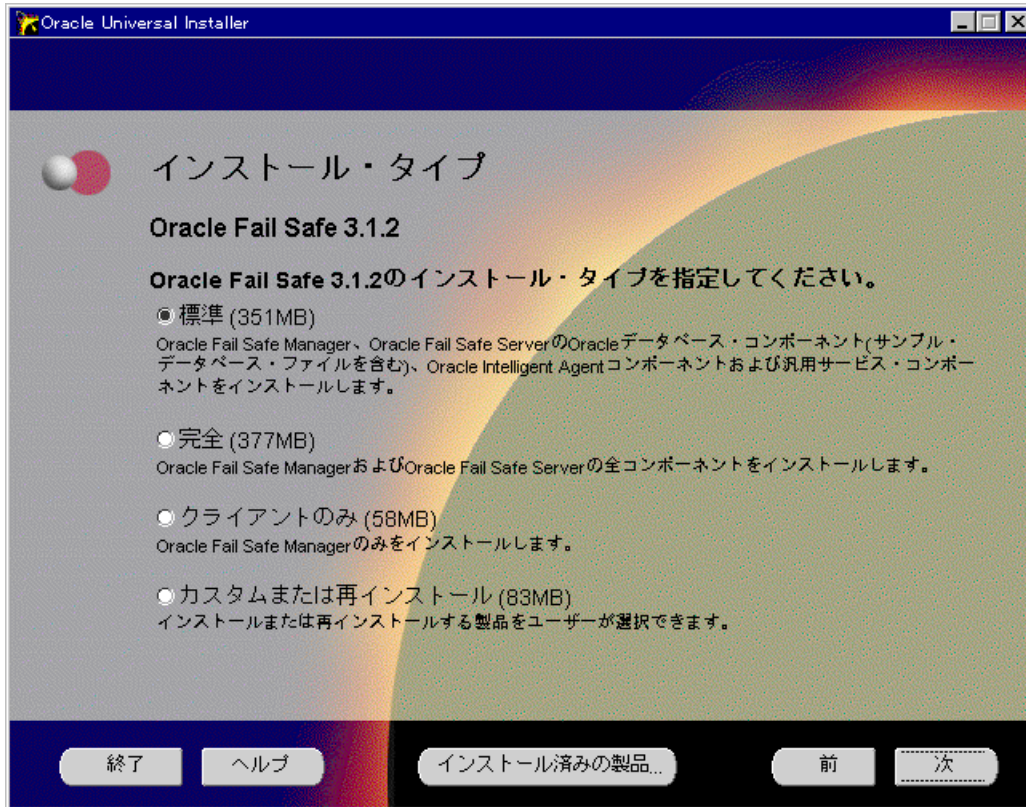 Oracle Universal Installer
インストール・タイプ
Oracle Fail Safe 3.1.2
Oracle Fail Safe 3.1.2のインストール・タイプを指定してください。
標準 (351MB)
Oracle Fail Safe Manager、Oracle Fail Safe ServerのOracleデータベース・コンポーネント(サンプル・
データベース・ファイルを含む)、Oracle Intelligent Agentコンポーネントおよび汎用サービス・コンポー
ネントをインストールします。
完全 (377MB)
Oracle Fail Safe ManagerおよびOracle Fail Safe Serverの全コンポーネントをインストールします。
クライアントのみ (58MB)
Oracle Fail Safe Managerのみをインストールします。
カスタムまたは再インストール (83MB)
インストールまたは再インストールする製品をユーザーが選択できます。
終了
ヘルプ
インストール済みの製品...
前
次